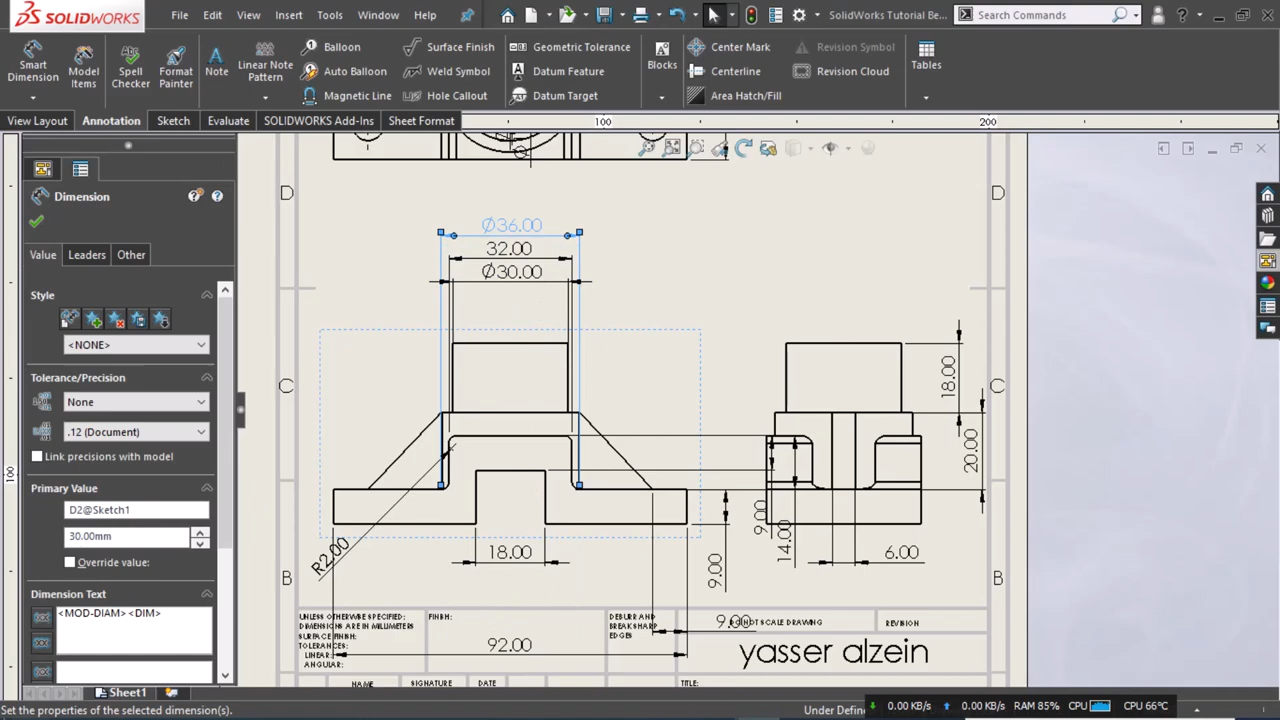 SOLIDWORKS
File Edit View Insert Tools Window Help
SolidWorks Tutorial Be...
Search Commands
Smart Dimension
Model Items
Spell Checker
Format Painter
Note
Linear Note Pattern
Balloon
Auto Balloon
Magnetic Line
Surface Finish
Weld Symbol
Hole Callout
Geometric Tolerance
Datum Feature
Datum Target
Blocks
Center Mark
Centerline
Area Hatch/Fill
Revision Symbol
Revision Cloud
Tables
View Layout Annotation Sketch Evaluate SOLIDWORKS Add-Ins Sheet Format
100 200
Dimension
Value Leaders Other
Style
<NONE>
Tolerance/Precision
None
.12 (Document)
Link precisions with model
Primary Value
D2@Sketch1
30.00mm
Override value:
Dimension Text
<MOD-DIAM> <DIM>
100
D D
C C
B B
Ø36.00
32.00
Ø30.00
18.00
20.00
R2.00
18.00
9.00
9.00
14.00
6.00
9.00
92.00
UNLESS OTHERWISE SPECIFIED:
DIMENSIONS ARE IN MILLIMETERS
SURFACE FINISH:
TOLERANCES:
LINEAR:
ANGULAR:
FINISH:
DEBURR AND
BREAK SHARP
EDGES
DO NOT SCALE DRAWING
REVISION
yasser alzein
NAME SIGNATURE DATE TITLE:
Sheet1
Set the properties of the selected dimension(s).
Under Define
0.00 KB/s 0.00 KB/s RAM 85% CPU CPU 66°C